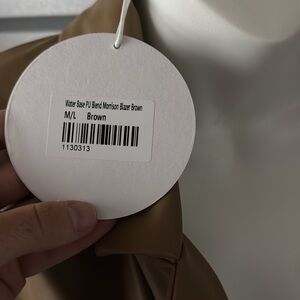 Water Base PU Blend Morrison Blazer Brown
M/L Brown
1130313